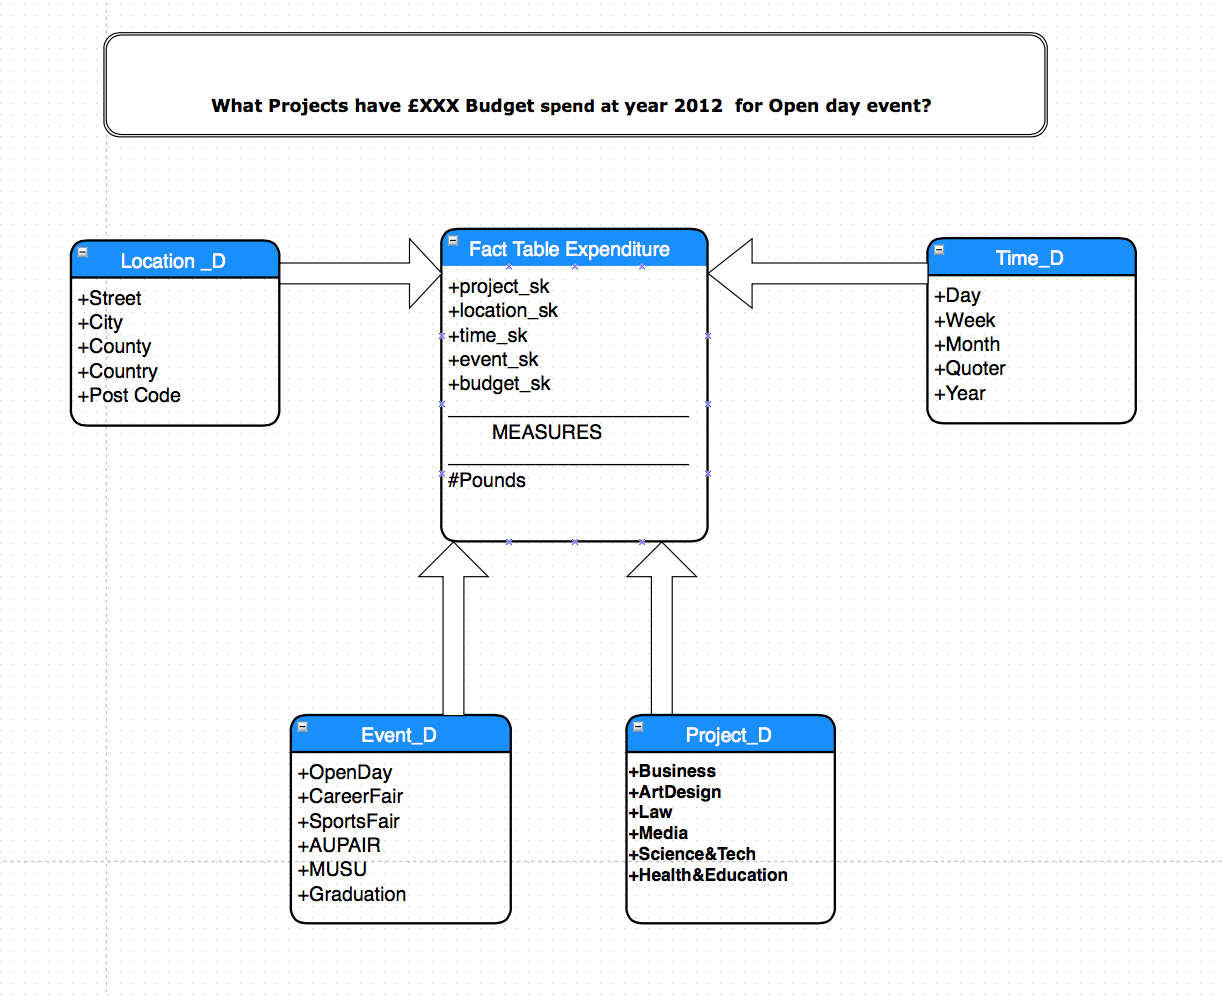 What Projects have £XXX Budget spend at year 2012 for Open day event?
Location _D
+Street
+City
+County
+Country
+Post Code
Fact Table Expenditure
+project_sk
+location_sk
+time_sk
+event_sk
+budget_sk
MEASURES
#Pounds
Time_D
+Day
+Week
+Month
+Quoter
+Year
Event_D
+OpenDay
+CareerFair
+SportsFair
+AUPAIR
+MUSU
+Graduation
Project_D
+Business
+ArtDesign
+Law
+Media
+Science&Tech
+Health&Education